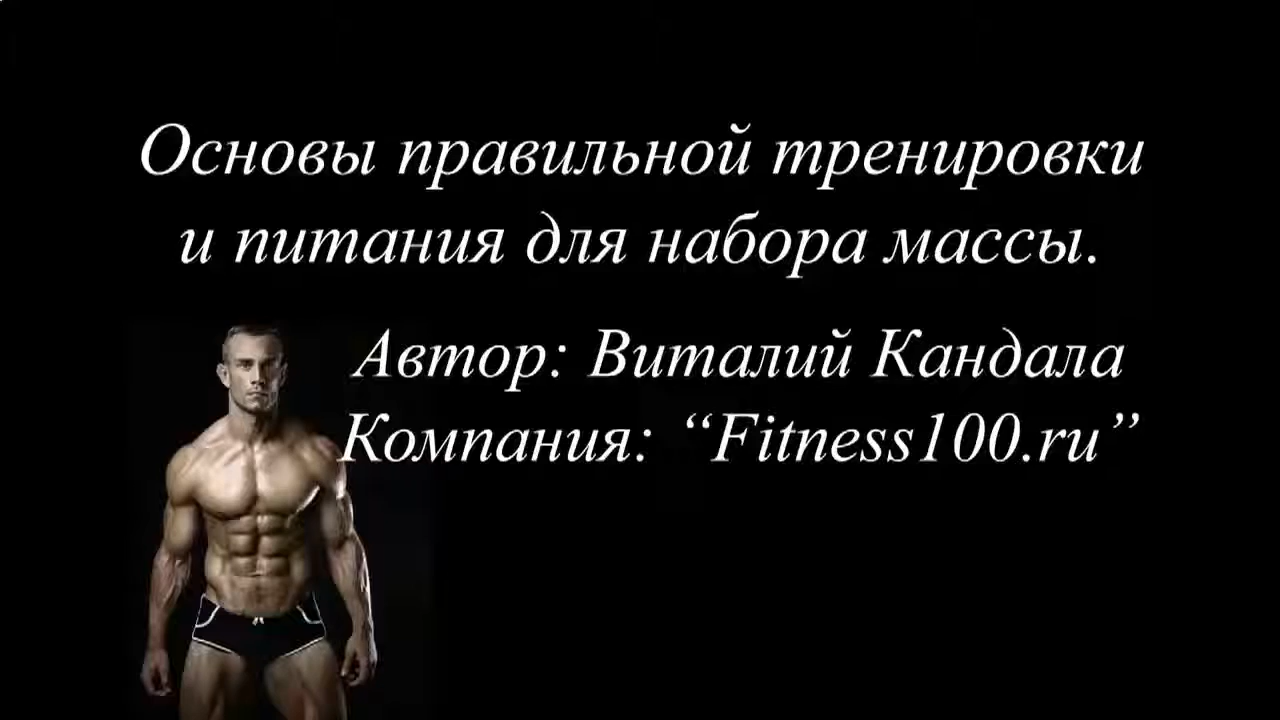 Основы правильной тренировки
и питания для набора массы.
Автор: Виталий Кандала
Компания: “Fitness100.ru”